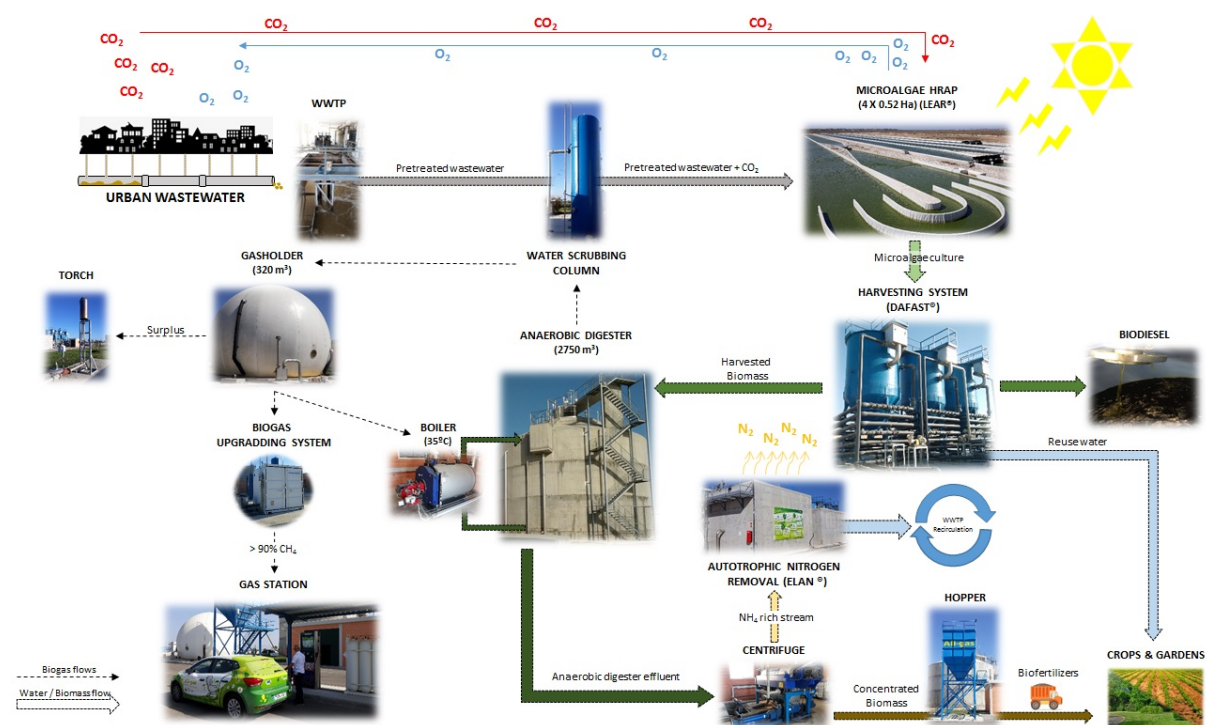 CO2
CO2
CO2
CO2
CO2
CO2
CO2
CO2
O2
O2
O2
O2
O2
O2
O2
O2
O2
MICROALGAE HRAP
(4 X 0.52 Ha) (LEAR®)
WWTP
Pretreated wastewater
Pretreated wastewater + CO2
URBAN WASTEWATER
GASHOLDER
(320 m³)
WATER SCRUBBING
COLUMN
Microalgae culture
TORCH
HARVESTING SYSTEM
(DAFAST®)
Surplus
ANAEROBIC DIGESTER
(2750 m³)
BIODIESEL
Harvested
Biomass
BIOGAS
UPGRADDING SYSTEM
BOILER
(35ºC)
N2
N2
N2
N2
Reuse water
WWTP
Recirculation
> 90% CH4
AUTOTROPHIC NITROGEN
REMOVAL (ELAN ®)
GAS STATION
NH4 rich stream
HOPPER
All-gas
CENTRIFUGE
CROPS & GARDENS
Biogas flows
Water / Biomass flow
Anaerobic digester effluent
Concentrated
Biomass
Biofertilizers